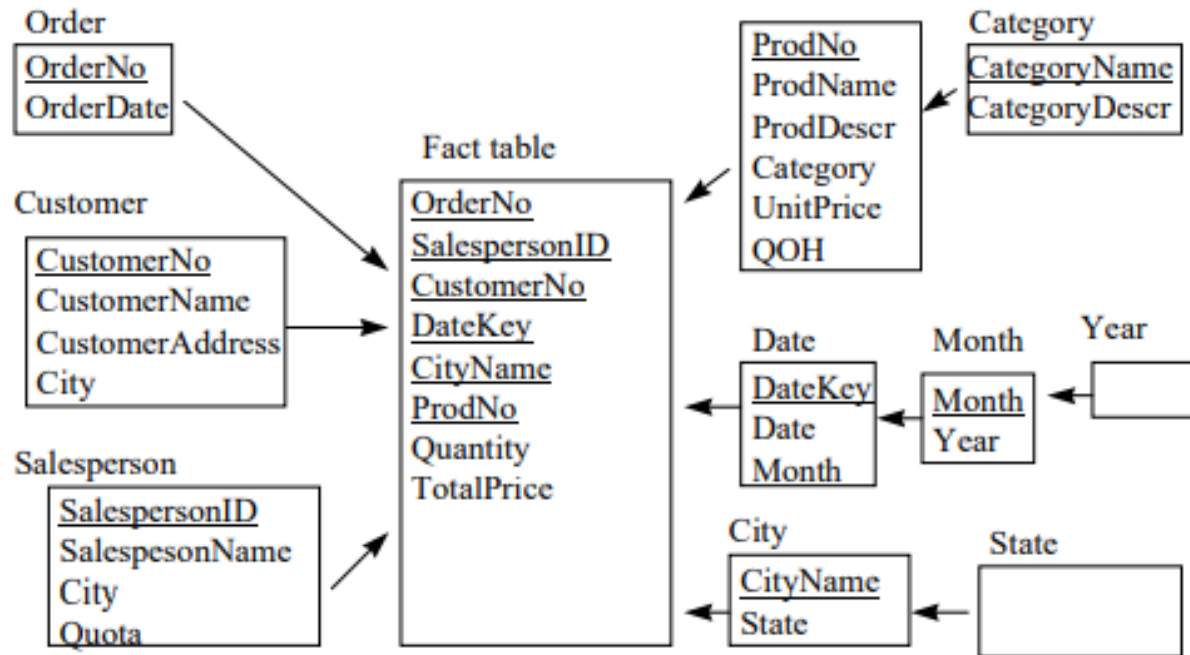 Order
OrderNo
OrderDate
Customer
CustomerNo
CustomerName
CustomerAddress
City
Salesperson
SalespersonID
SalespesonName
City
Quota
Fact table
OrderNo
SalespersonID
CustomerNo
DateKey
CityName
ProdNo
Quantity
TotalPrice
ProdNo
ProdName
ProdDescr
Category
UnitPrice
QOH
Category
CategoryName
CategoryDescr
Date
DateKey
Date
Month
Month
Month
Year
Year
City
CityName
State
State